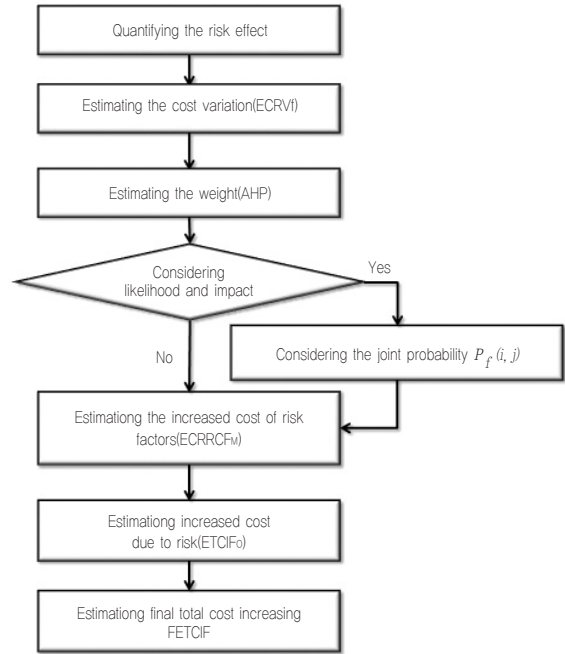 Quantifying the risk effect
Estimating the cost variation(ECRVf)
Estimating the weight(AHP)
Considering
likelihood and impact
Yes
Considering the joint probability P_f (i, j)
No
Estimationg the increased cost of risk
factors(ECRRCFM)
Estimationg increased cost
due to risk(ETCIFO)
Estimationg final total cost increasing
FETCIF